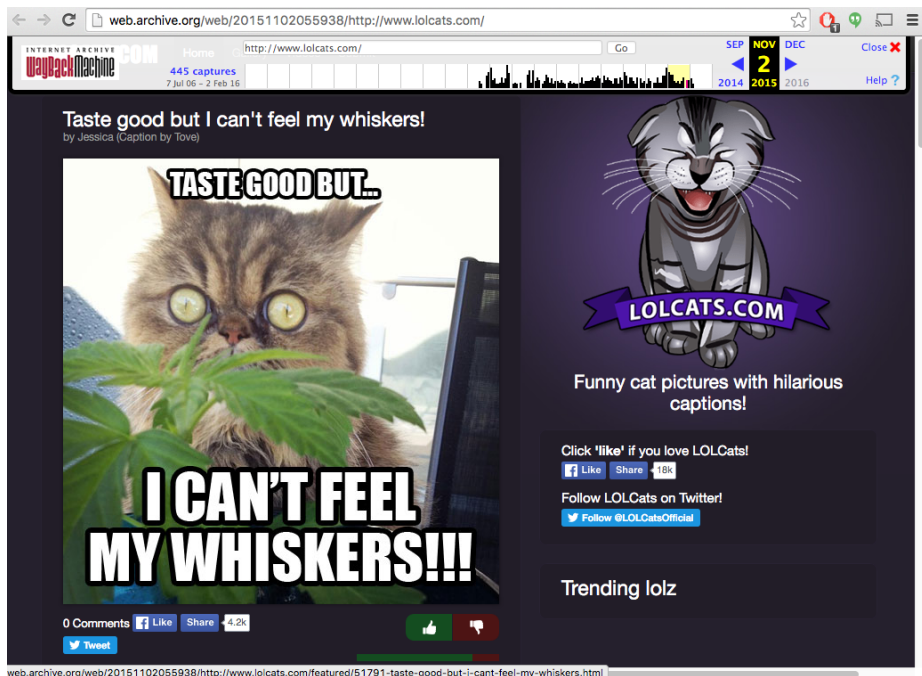 web.archive.org/web/20151102055938/http://www.lolcats.com/
1
INTERNET ARCHIVE
WayBackMachine
COM
Home
http://www.lolcats.com/
Go
445 captures
7 Jul 06 - 2 Feb 16
SEP NOV DEC
2
2014 2015 2016
Close
Help ?
Taste good but I can't feel my whiskers!
by Jessica (Caption by Tove)
TASTE GOOD BUT...
I CAN'T FEEL
MY WHISKERS!!!
0 Comments Like Share 4.2k
Tweet
LOLCATS.COM
Funny cat pictures with hilarious
captions!
Click 'like' if you love LOLCats!
Like Share 18k
Follow LOLCats on Twitter!
Follow @LOLCatsOfficial
Trending lolz
web.archive.org/web/20151102055938/http://www.lolcats.com/featured/51791-taste-good-but-i-cant-feel-my-whiskers.html